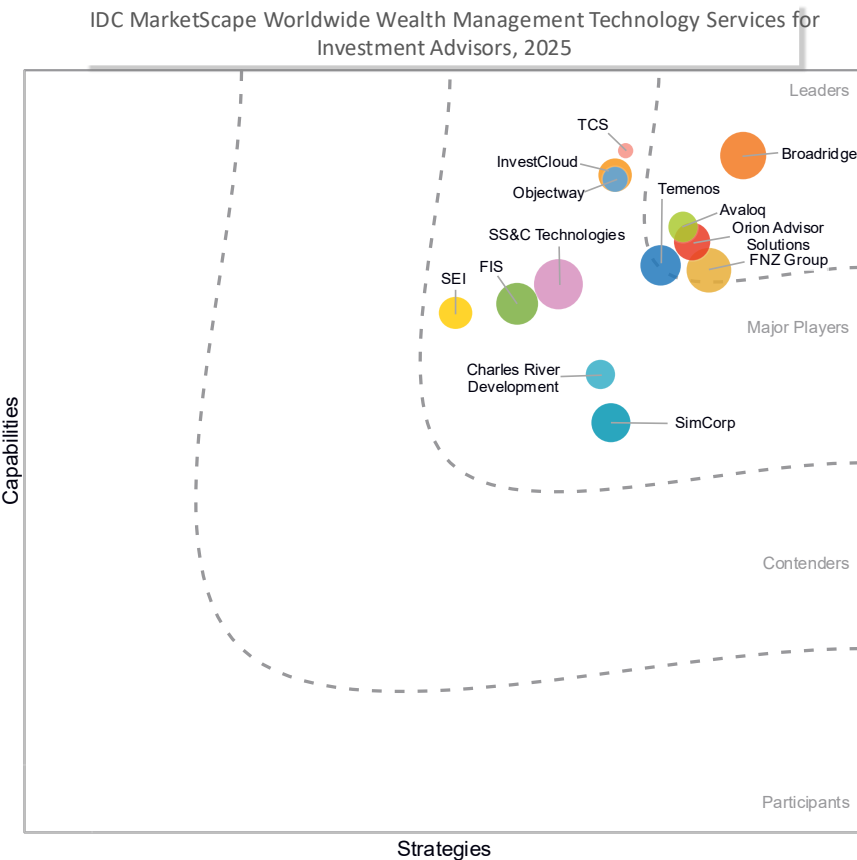 IDC MarketScape Worldwide Wealth Management Technology Services for
Investment Advisors, 2025
Leaders
TCS
Broadridge
InvestCloud
Objectway
Temenos
Avaloq
Orion Advisor
Solutions
SS&C Technologies
FNZ Group
FIS
SEI
Major Players
Charles River
Development
SimCorp
Capabilities
Contenders
Participants
Strategies